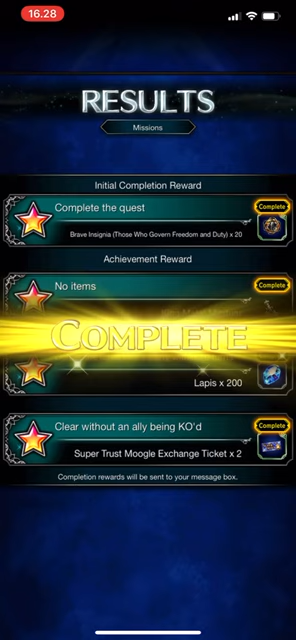 16.28
RESULTS
Missions
Initial Completion Reward
Complete the quest
Complete
Brave Insignia (Those Who Govern Freedom and Duty) x 20
Achievement Reward
No items
Complete
COMPLETE
Lapis x 200
Clear without an ally being KO'd
Complete
Super Trust Moogle Exchange Ticket x 2
Completion rewards will be sent to your message box.